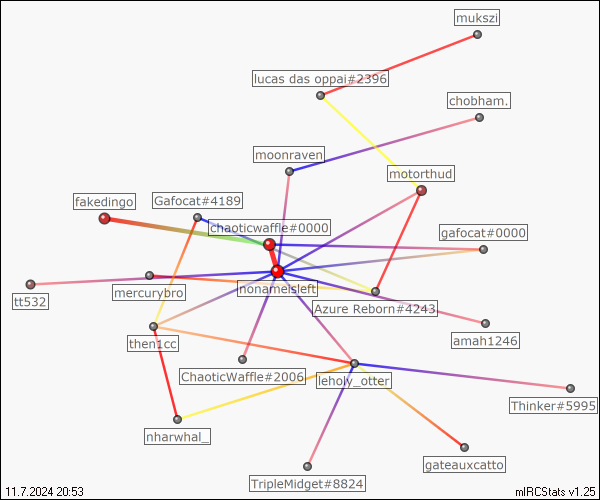 mukszi
lucas das oppai#2396
chobham.
moonraven
motorthud
fakedingo
Gafocat#4189
chaoticwaffle#0000
gafocat#0000
nonameisleft
mercurybro
tt532
Azure Reborn#4243
then1cc
amah1246
ChaoticWaffle#2006
leholy_otter
Thinker#5995
nharwhal_
gateauxcatto
TripleMidget#8824
11.7.2024 20:53
mIRCStats v1.25